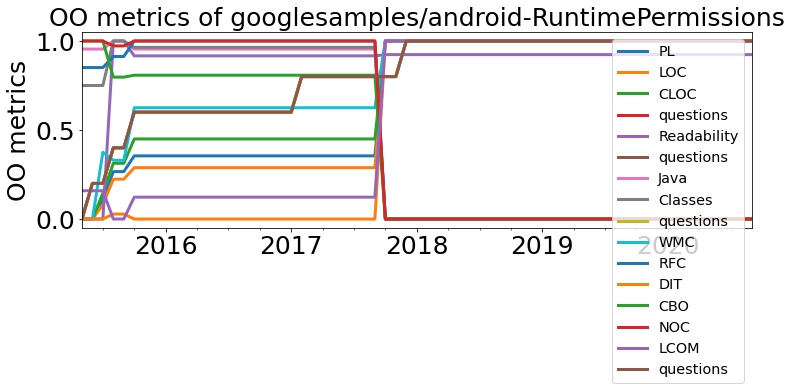 OO metrics of googlesamples/android-RuntimePermissions
OO metrics
1.0
0.5
0.0
2016 2017 2018 2019 2020
PL
LOC
CLOC
questions
Readability
questions
Java
Classes
questions
WMC
RFC
DIT
CBO
NOC
LCOM
questions